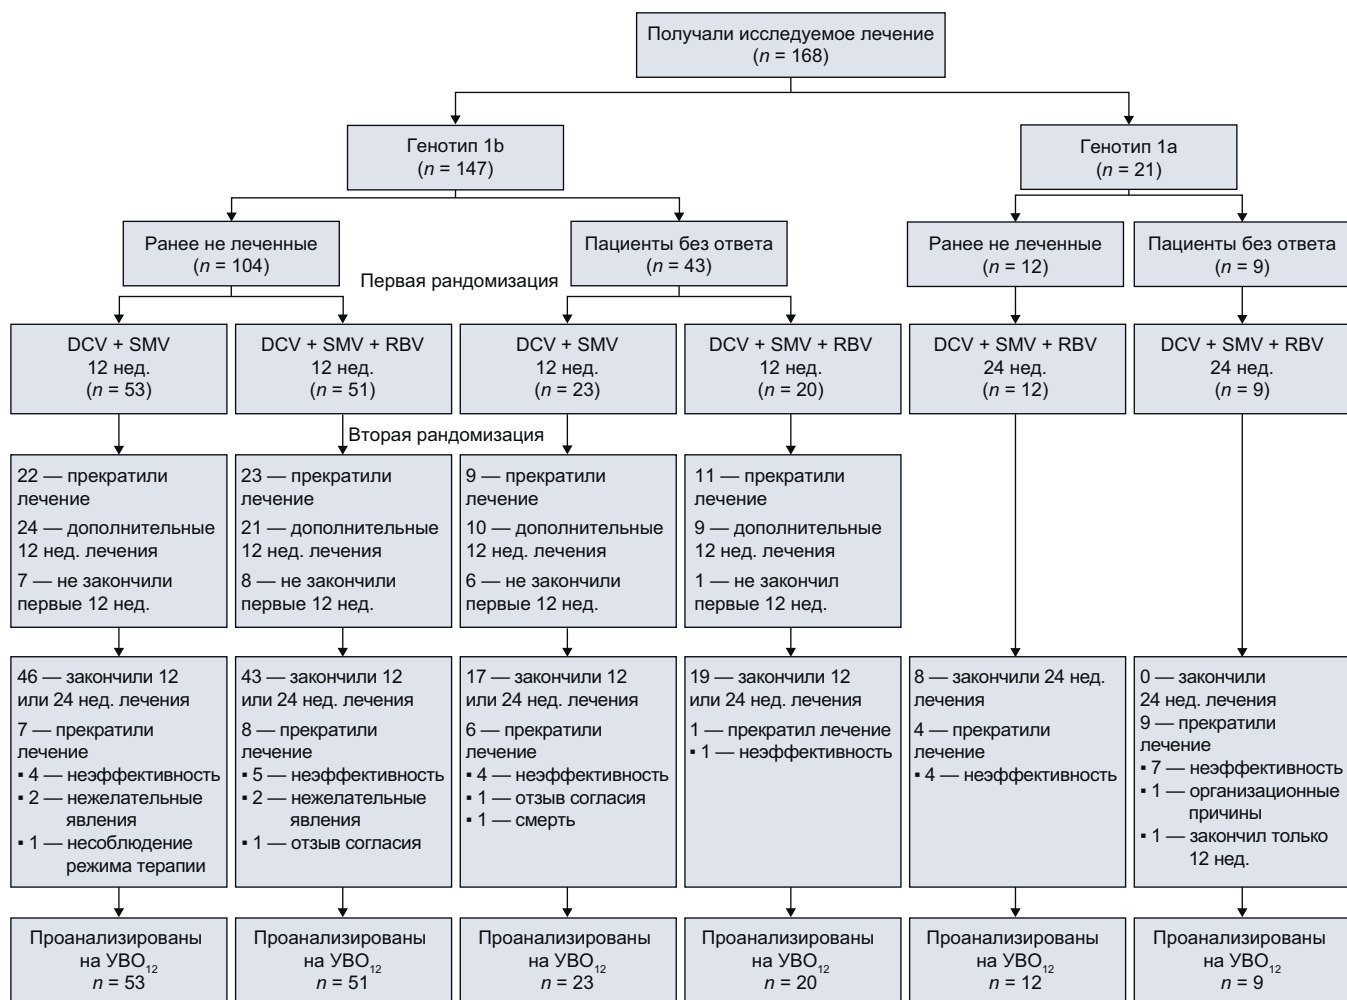 Получали исследуемое лечение
(n = 168)
Генотип 1b
(n = 147)
Генотип 1a
(n = 21)
Ранее не леченные
(n = 104)
Пациенты без ответа
(n = 43)
Ранее не леченные
(n = 12)
Пациенты без ответа
(n = 9)
Первая рандомизация
DCV + SMV
12 нед.
(n = 53)
DCV + SMV + RBV
12 нед.
(n = 51)
DCV + SMV
12 нед.
(n = 23)
DCV + SMV + RBV
12 нед.
(n = 20)
DCV + SMV + RBV
24 нед.
(n = 12)
DCV + SMV + RBV
24 нед.
(n = 9)
Вторая рандомизация
22 — прекратили
лечение
24 — дополнительные
12 нед. лечения
7 — не закончили
первые 12 нед.
23 — прекратили
лечение
21 — дополнительные
12 нед. лечения
8 — не закончили
первые 12 нед.
9 — прекратили
лечение
10 — дополнительные
12 нед. лечения
6 — не закончили
первые 12 нед.
11 — прекратили
лечение
9 — дополнительные
12 нед. лечения
1 — не закончил
первые 12 нед.
46 — закончили 12
или 24 нед. лечения
7 — прекратили
лечение
▪ 4 — неэффективность
▪ 2 — нежелательные
явления
▪ 1 — несоблюдение
режима терапии
43 — закончили 12
или 24 нед. лечения
8 — прекратили
лечение
▪ 5 — неэффективность
▪ 2 — нежелательные
явления
▪ 1 — отзыв согласия
17 — закончили 12
или 24 нед. лечения
6 — прекратили
лечение
▪ 4 — неэффективность
▪ 1 — отзыв согласия
▪ 1 — смерть
19 — закончили 12
или 24 нед. лечения
1 — прекратил лечение
▪ 1 — неэффективность
8 — закончили 24 нед.
лечения
4 — прекратили
лечение
▪ 4 — неэффективность
0 — закончили
24 нед. лечения
9 — прекратили
лечение
▪ 7 — неэффективность
▪ 1 — организационные
причины
▪ 1 — закончил только
12 нед.
Проанализированы
на УВО₁₂
n = 53
Проанализированы
на УВО₁₂
n = 51
Проанализированы
на УВО₁₂
n = 23
Проанализированы
на УВО₁₂
n = 20
Проанализированы
на УВО₁₂
n = 12
Проанализированы
на УВО₁₂
n = 9